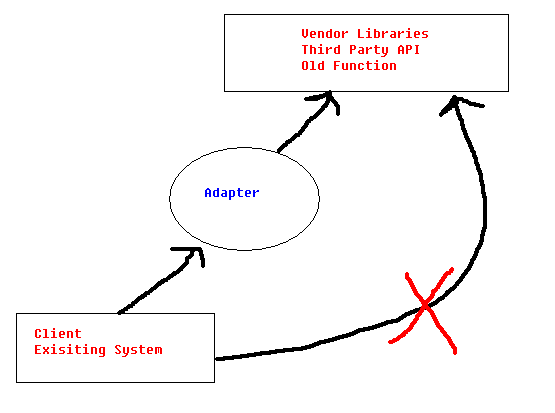 Vendor Libraries
Third Party API
Old Function
Adapter
Client
Exisiting System